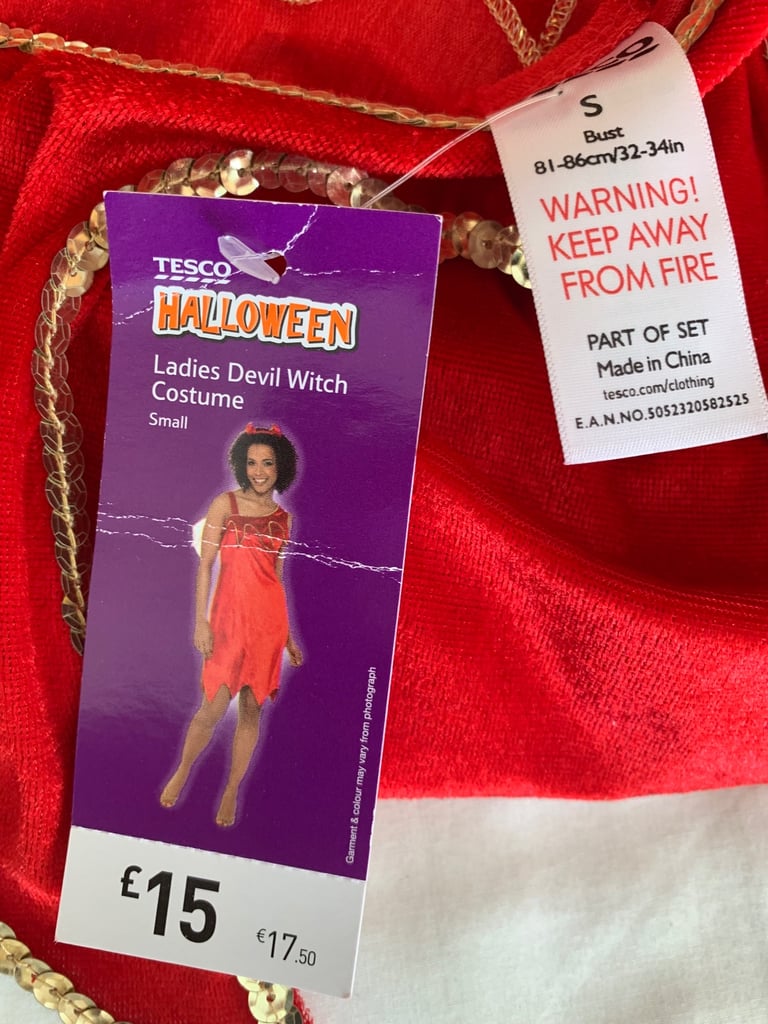 TESCO
HALLOWEEN
Ladies Devil Witch
Costume
Small
Garment & colour may vary from photograph
£15
€17.50
S
Bust
81-86cm/32-34in
WARNING!
KEEP AWAY
FROM FIRE
PART OF SET
Made in China
tesco.com/clothing
E.A.N.NO.5052320582525